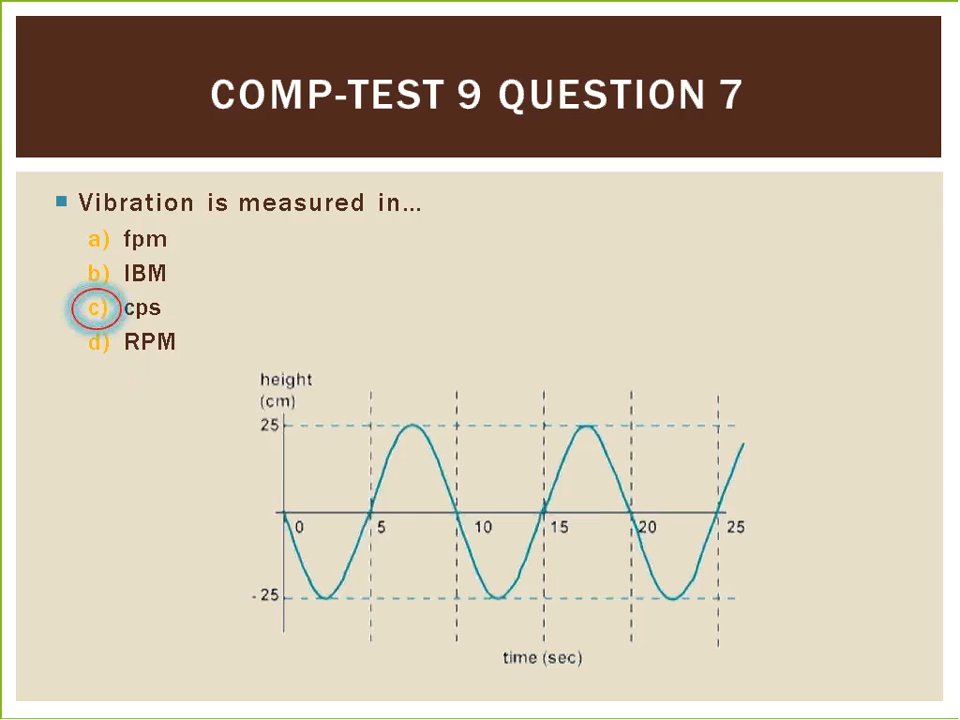 COMP-TEST 9 QUESTION 7
Vibration is measured in...
a) fpm
b) IBM
c) cps
d) RPM
height
(cm)
25
0 5 10 15 20 25
-25
time (sec)